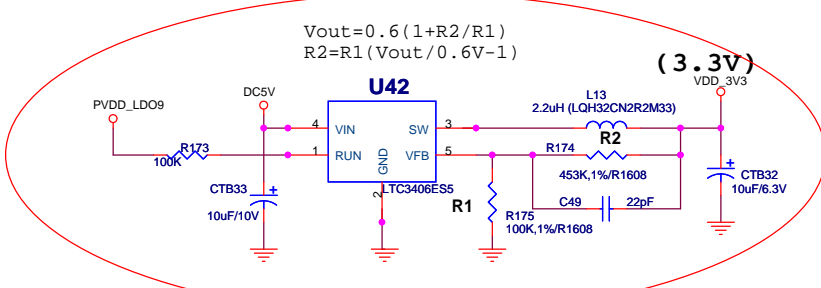 Vout=0.6(1+R2/R1)
R2=R1(Vout/0.6V-1)
(3.3V)
VDD_3V3
U42
L13
2.2uH (LQH32CN2R2M33)
DC5V
PVDD_LDO9
4 VIN SW 3
R2
R173
100K
1 RUN VFB 5
R174
GND
2
LTC3406ES5
453K,1%/R1608
CTB33
10uF/10V
CTB32
10uF/6.3V
R1
C49 22pF
R175
100K,1%/R1608